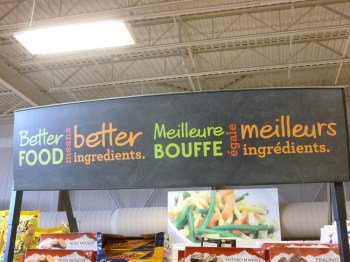 Better FOOD means better ingredients.
Meilleure BOUFFE égale meilleurs ingrédients.